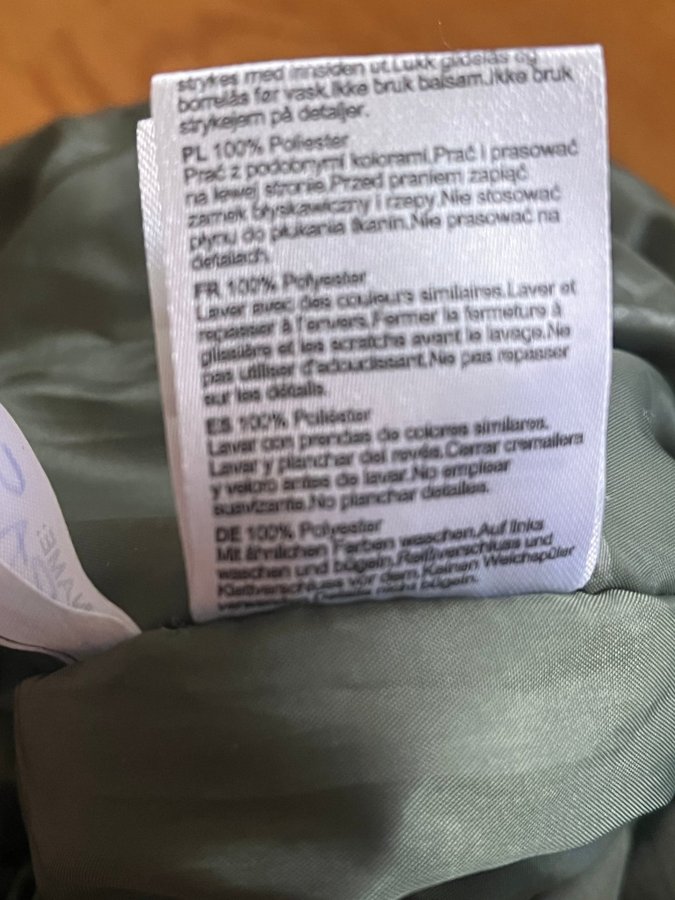 strykes med innsiden ut.Lukk glidelås og
borrelås før vask.Ikke bruk balsam.Ikke bruk
strykejern på detaljer.
PL 100% Poliester
Prać z podobnymi kolorami.Prać i prasować
na lewej stronie.Przed praniem zapiąć
zamek błyskawiczny i rzepy.Nie stosować
płynu do płukania tkanin.Nie prasować na
detalach.
FR 100% Polyester
Laver avec des couleurs similaires.Laver et
repasser à l'envers.Fermer la fermeture à
glissière et les scratchs avant le lavage.Ne
pas utiliser d'adoucissant.Ne pas repasser
sur les détails.
ES 100% Poliéster
Lavar con prendas de colores similares.
Lavar y planchar del revés.Cerrar cremallera
y velcro antes de lavar.No emplear
suavizante.No planchar detalles.
DE 100% Polyester
Mit ähnlichen Farben waschen.Auf links
waschen und bügeln.Reißverschluss und
Klettverschluss vor dem Keinen Weichspüler
nicht bügeln.
NAME: